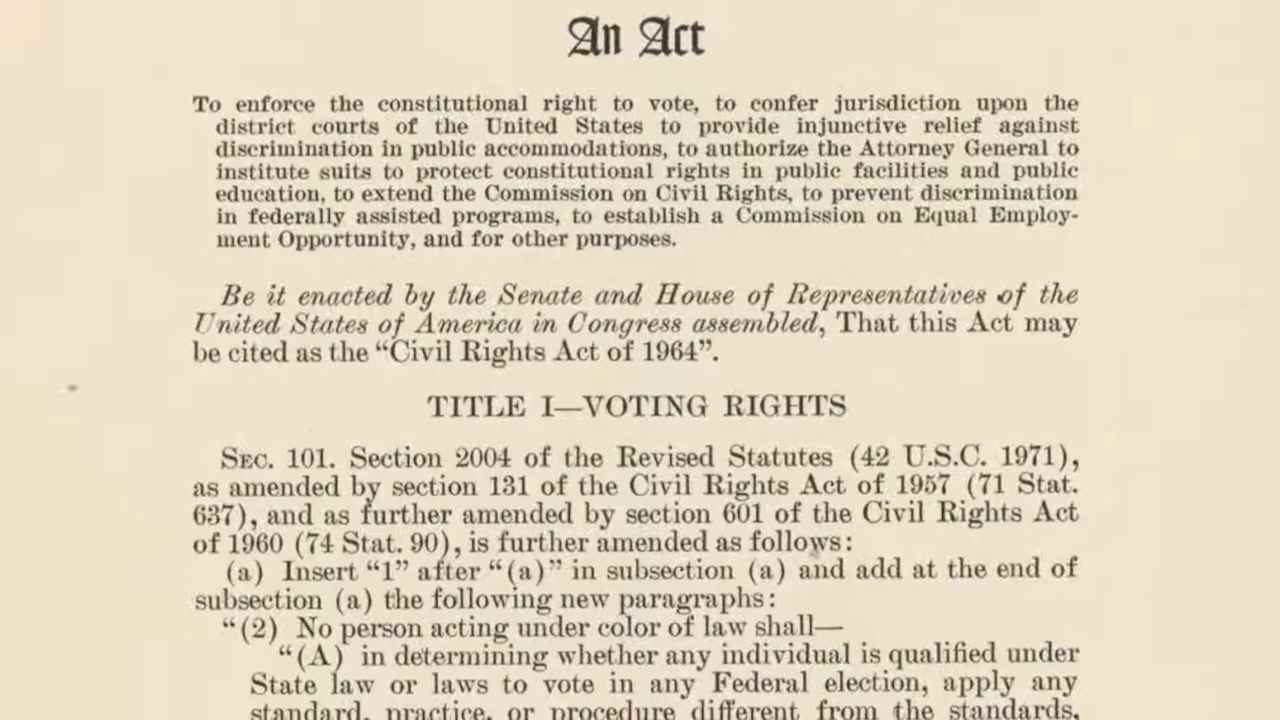 An Act
To enforce the constitutional right to vote, to confer jurisdiction upon the
district courts of the United States to provide injunctive relief against
discrimination in public accommodations, to authorize the Attorney General to
institute suits to protect constitutional rights in public facilities and public
education, to extend the Commission on Civil Rights, to prevent discrimination
in federally assisted programs, to establish a Commission on Equal Employ-
ment Opportunity, and for other purposes.
Be it enacted by the Senate and House of Representatives of the
United States of America in Congress assembled, That this Act may
be cited as the “Civil Rights Act of 1964”.
TITLE I—VOTING RIGHTS
SEC. 101. Section 2004 of the Revised Statutes (42 U.S.C. 1971),
as amended by section 131 of the Civil Rights Act of 1957 (71 Stat.
637), and as further amended by section 601 of the Civil Rights Act
of 1960 (74 Stat. 90), is further amended as follows:
(a) Insert “1” after “(a)” in subsection (a) and add at the end of
subsection (a) the following new paragraphs:
“(2) No person acting under color of law shall—
“(A) in determining whether any individual is qualified under
State law or laws to vote in any Federal election, apply any
standard, practice, or procedure different from the standards,